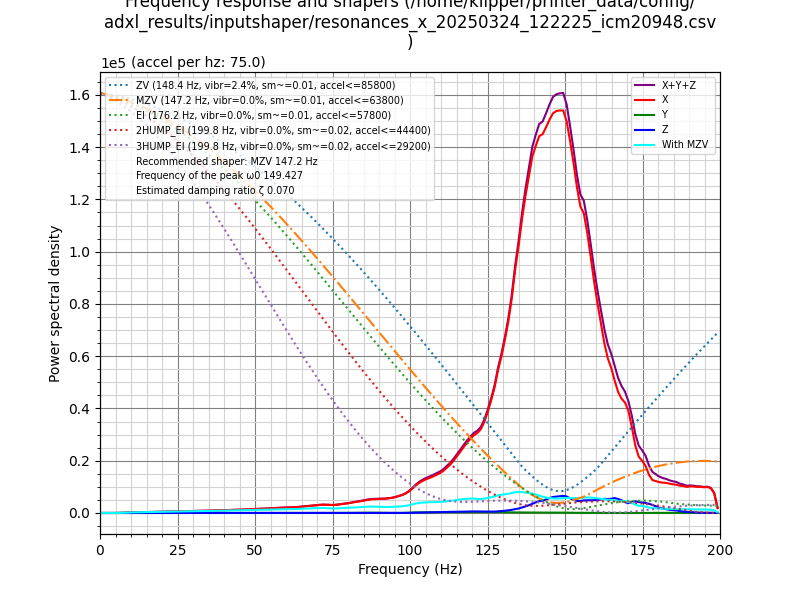 Frequency response and shapers (/home/klipper/printer_data/config/
adxl_results/inputshaper/resonances_x_20250324_122225_icm20948.csv
)
1e5 (accel per hz: 75.0)
ZV (148.4 Hz, vibr=2.4%, sm~=0.01, accel<=85800)
MZV (147.2 Hz, vibr=0.0%, sm~=0.01, accel<=63800)
EI (176.2 Hz, vibr=0.0%, sm~=0.01, accel<=57800)
2HUMP_EI (199.8 Hz, vibr=0.0%, sm~=0.02, accel<=44400)
3HUMP_EI (199.8 Hz, vibr=0.0%, sm~=0.02, accel<=29200)
Recommended shaper: MZV 147.2 Hz
Frequency of the peak ω0 149.427
Estimated damping ratio ζ 0.070
X+Y+Z
X
Y
Z
With MZV
Power spectral density
1.6
1.4
1.2
1.0
0.8
0.6
0.4
0.2
0.0
0 25 50 75 100 125 150 175 200
Frequency (Hz)